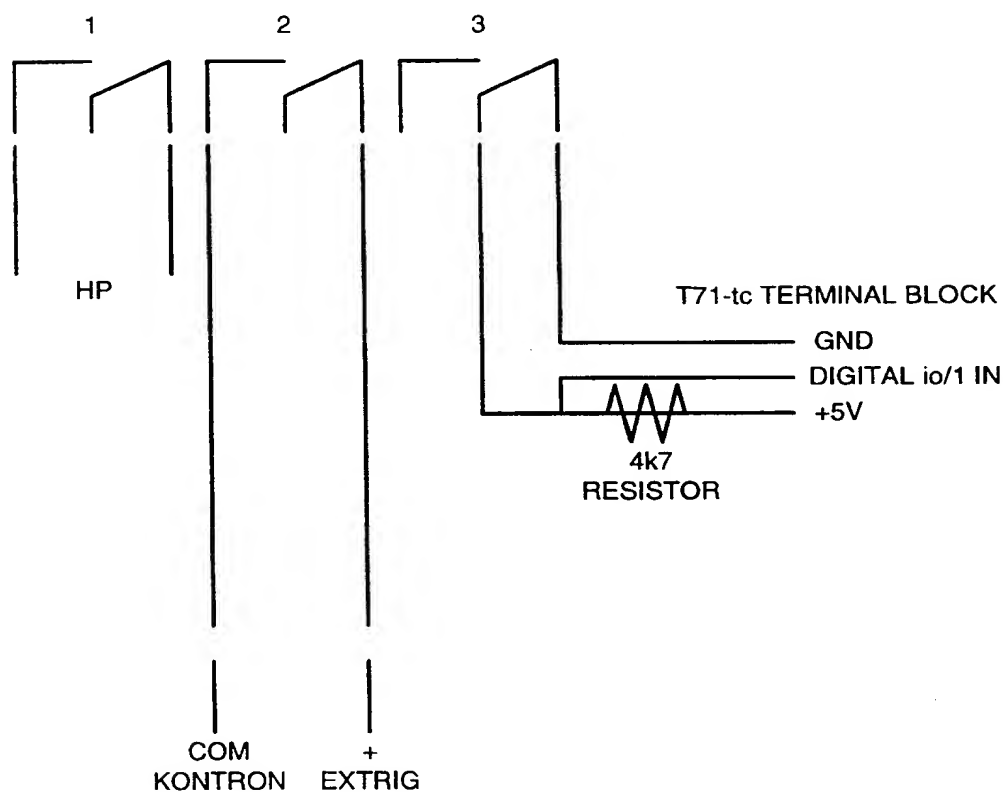 1 2 3
HP
T71-tc TERMINAL BLOCK
GND
DIGITAL io/1 IN
+5V
4k7
RESISTOR
COM
KONTRON
+
EXTRIG